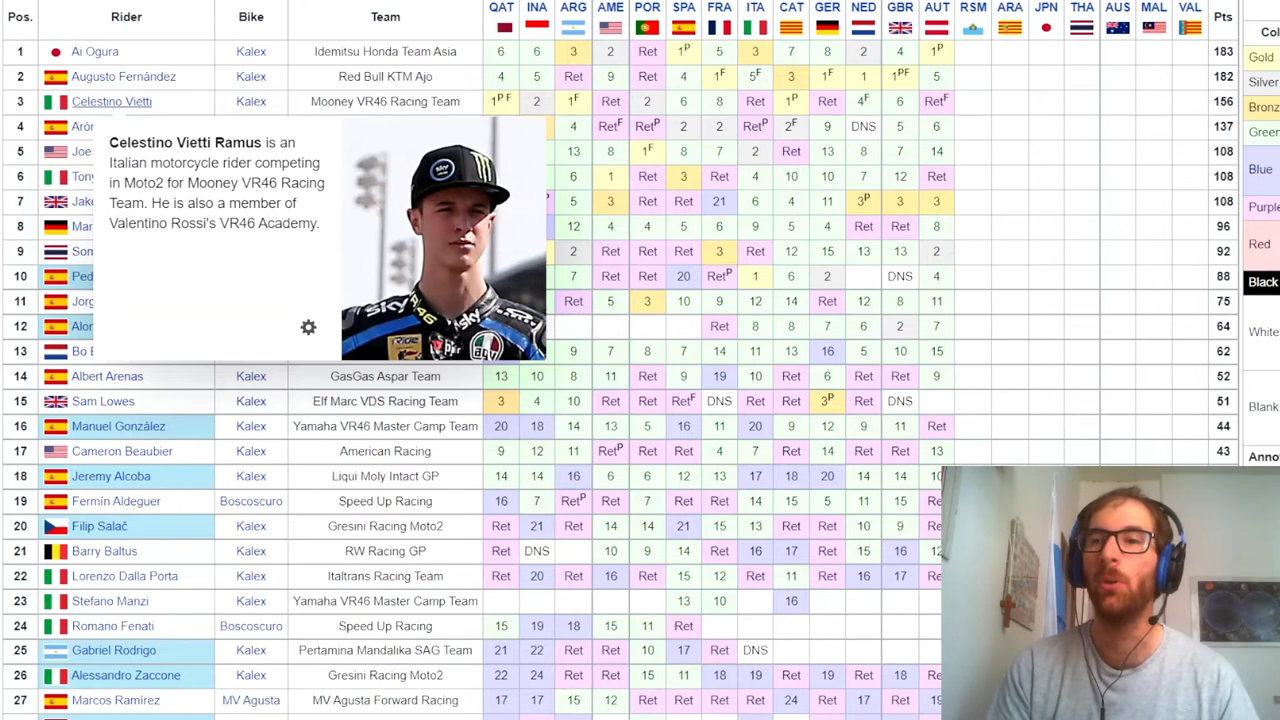 Pos. Rider Bike Team QAT INA ARG AME POR SPA FRA ITA CAT GER NED GBR AUT RSM ARA JPN THA AUS MAL VAL Pts
1 Ai Ogura Kalex Idemitsu Honda Team Asia 6 6 3 2 Ret 1P 5 7 8 2 4 1P 183
2 Augusto Fernández Kalex Red Bull KTM Ajo 4 5 Ret 9 Ret 4 1F 3 1F 1 1PF 5 182 Gold
3 Celestino Vietti Kalex Mooney VR46 Racing Team 1P F 2 1F Ret 2 6 8 Ret 1P Ret 4F 6 RetF 156 Silver
4 4 RetF RetP 2 2 RetP 2F 9 DNS 5 6 137 Bronz
5 Joe 13 8 1F 8 7 Ret 13 8 7 14 108 Green
6 Tony 6 1 Ret 3 Ret 10 10 7 12 Ret 108 Blue
7 5 3 Ret Ret 21 4 11 3P 3 3 108 Purple
8 12 4 4 5 6 5 4 Ret Ret 8 96
9 2 Ret Ret Ret 3 Ret 12 15 13 13 2 92 Red
10 7 Ret Ret 20 RetP 6 2 DNS 4 88 Black
11 Jorg Ret 5 3 10 9 2 14 Ret 12 8 11 75
12 Ret 8 7 6 2 7 64 White
13 Bo 9 7 8 7 14 13 16 5 10 15 62
14 Albert Arenas Kalex GasGas Aspar Team 13 10 8 11 Ret 9 19 Ret 6 Ret Ret 9 52
15 Sam Lowes Kalex Elf Marc VDS Racing Team 3 4 10 Ret Ret RetF DNS Ret Ret 3P Ret DNS 51 Blank
16 Manuel González Kalex Yamaha VR46 Master Camp Team 20 18 14 13 5 16 11 20 9 12 9 11 Ret 44
17 Cameron Beaubier Kalex American Racing 9 12 11 RetP Ret Ret 4 Ret 14 Ret Ret 13 43
18 Jeremy Alcoba Kalex Liqui Moly Intact GP 14 14 16 6 6 12 13 18 20 14 14
19 Fermín Aldeguer Boscoscuro Speed Up Racing 16 7 RetP Ret 7 Ret Ret 14 15 11 15 Ret
20 Filip Salač Kalex Gresini Racing Moto2 Ret 21 Ret 14 14 21 15 Ret Ret 10 9
21 Barry Baltus Kalex RW Racing GP Ret DNS 10 9 14 Ret 16 17 15 16
22 Lorenzo Dalla Porta Kalex Italtrans Racing Team Ret 20 Ret 16 Ret 15 12 11 Ret 16 17
23 Stefano Manzi Kalex Yamaha VR46 Master Camp Team 13 10 16
24 Romano Fenati Boscoscuro Speed Up Racing 15 19 18 15 11 Ret
25 Gabriel Rodrigo Kalex Pertamina Mandalika SAG Team 21 22 Ret Ret 10 17 Ret DNS
26 Alessandro Zaccone Kalex Gresini Racing Moto2 22 24 Ret Ret 15 11 18 19 Ret 19 Ret 18
27 Marcos Ramírez MV Agusta Forward Racing 17 15 12 Ret Ret Ret Ret 24 Ret 17 Ret
Celestino Vietti Ramus is an
Italian motorcycle rider competing
in Moto2 for Mooney VR46 Racing
Team. He is also a member of
Valentino Rossi's VR46 Academy.